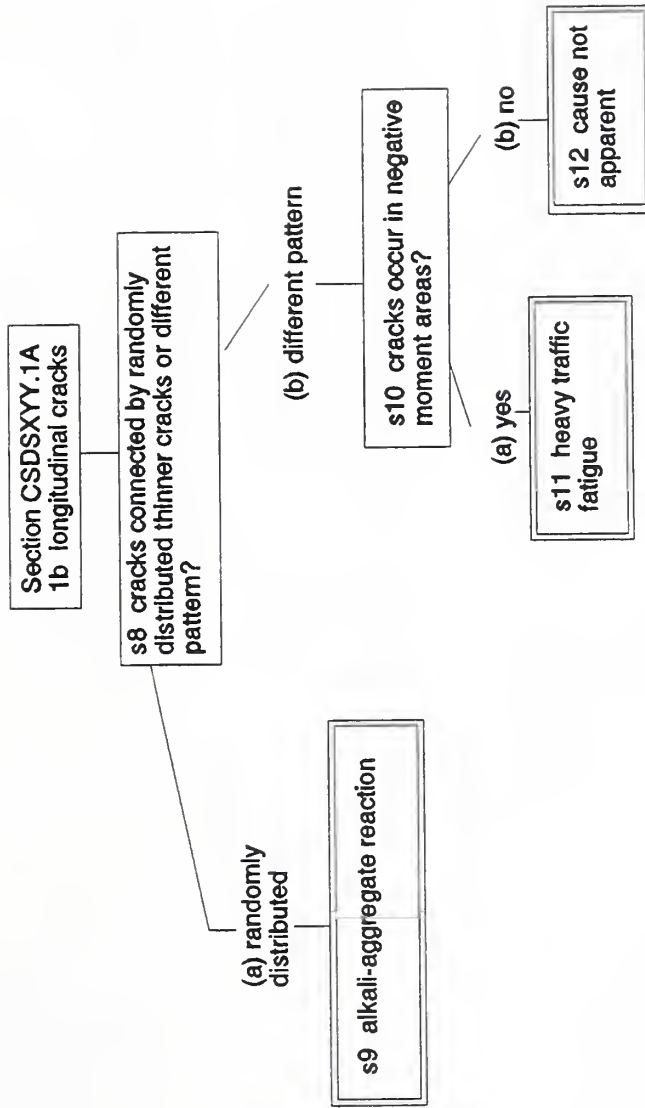 Section CSDSXYY.1A
1b longitudinal cracks
s8 cracks connected by randomly
distributed thinner cracks or different
pattern?
(a) randomly
distributed
(b) different pattern
s9 alkali-aggregate reaction
s10 cracks occur in negative
moment areas?
(a) yes
(b) no
s11 heavy traffic
fatigue
s12 cause not
apparent